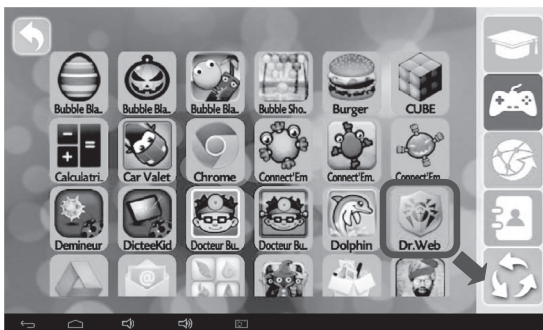 Bubble Bla.. Bubble Bla.. Bubble Bla.. Bubble Sho.. Burger CUBE
Calculatri.. Car Valet Chrome Connect'Em Connect'Em. Connect'Em.
Demineur DicteeKid Docteur Bu.. Docteur Bu.. Dolphin Dr.Web